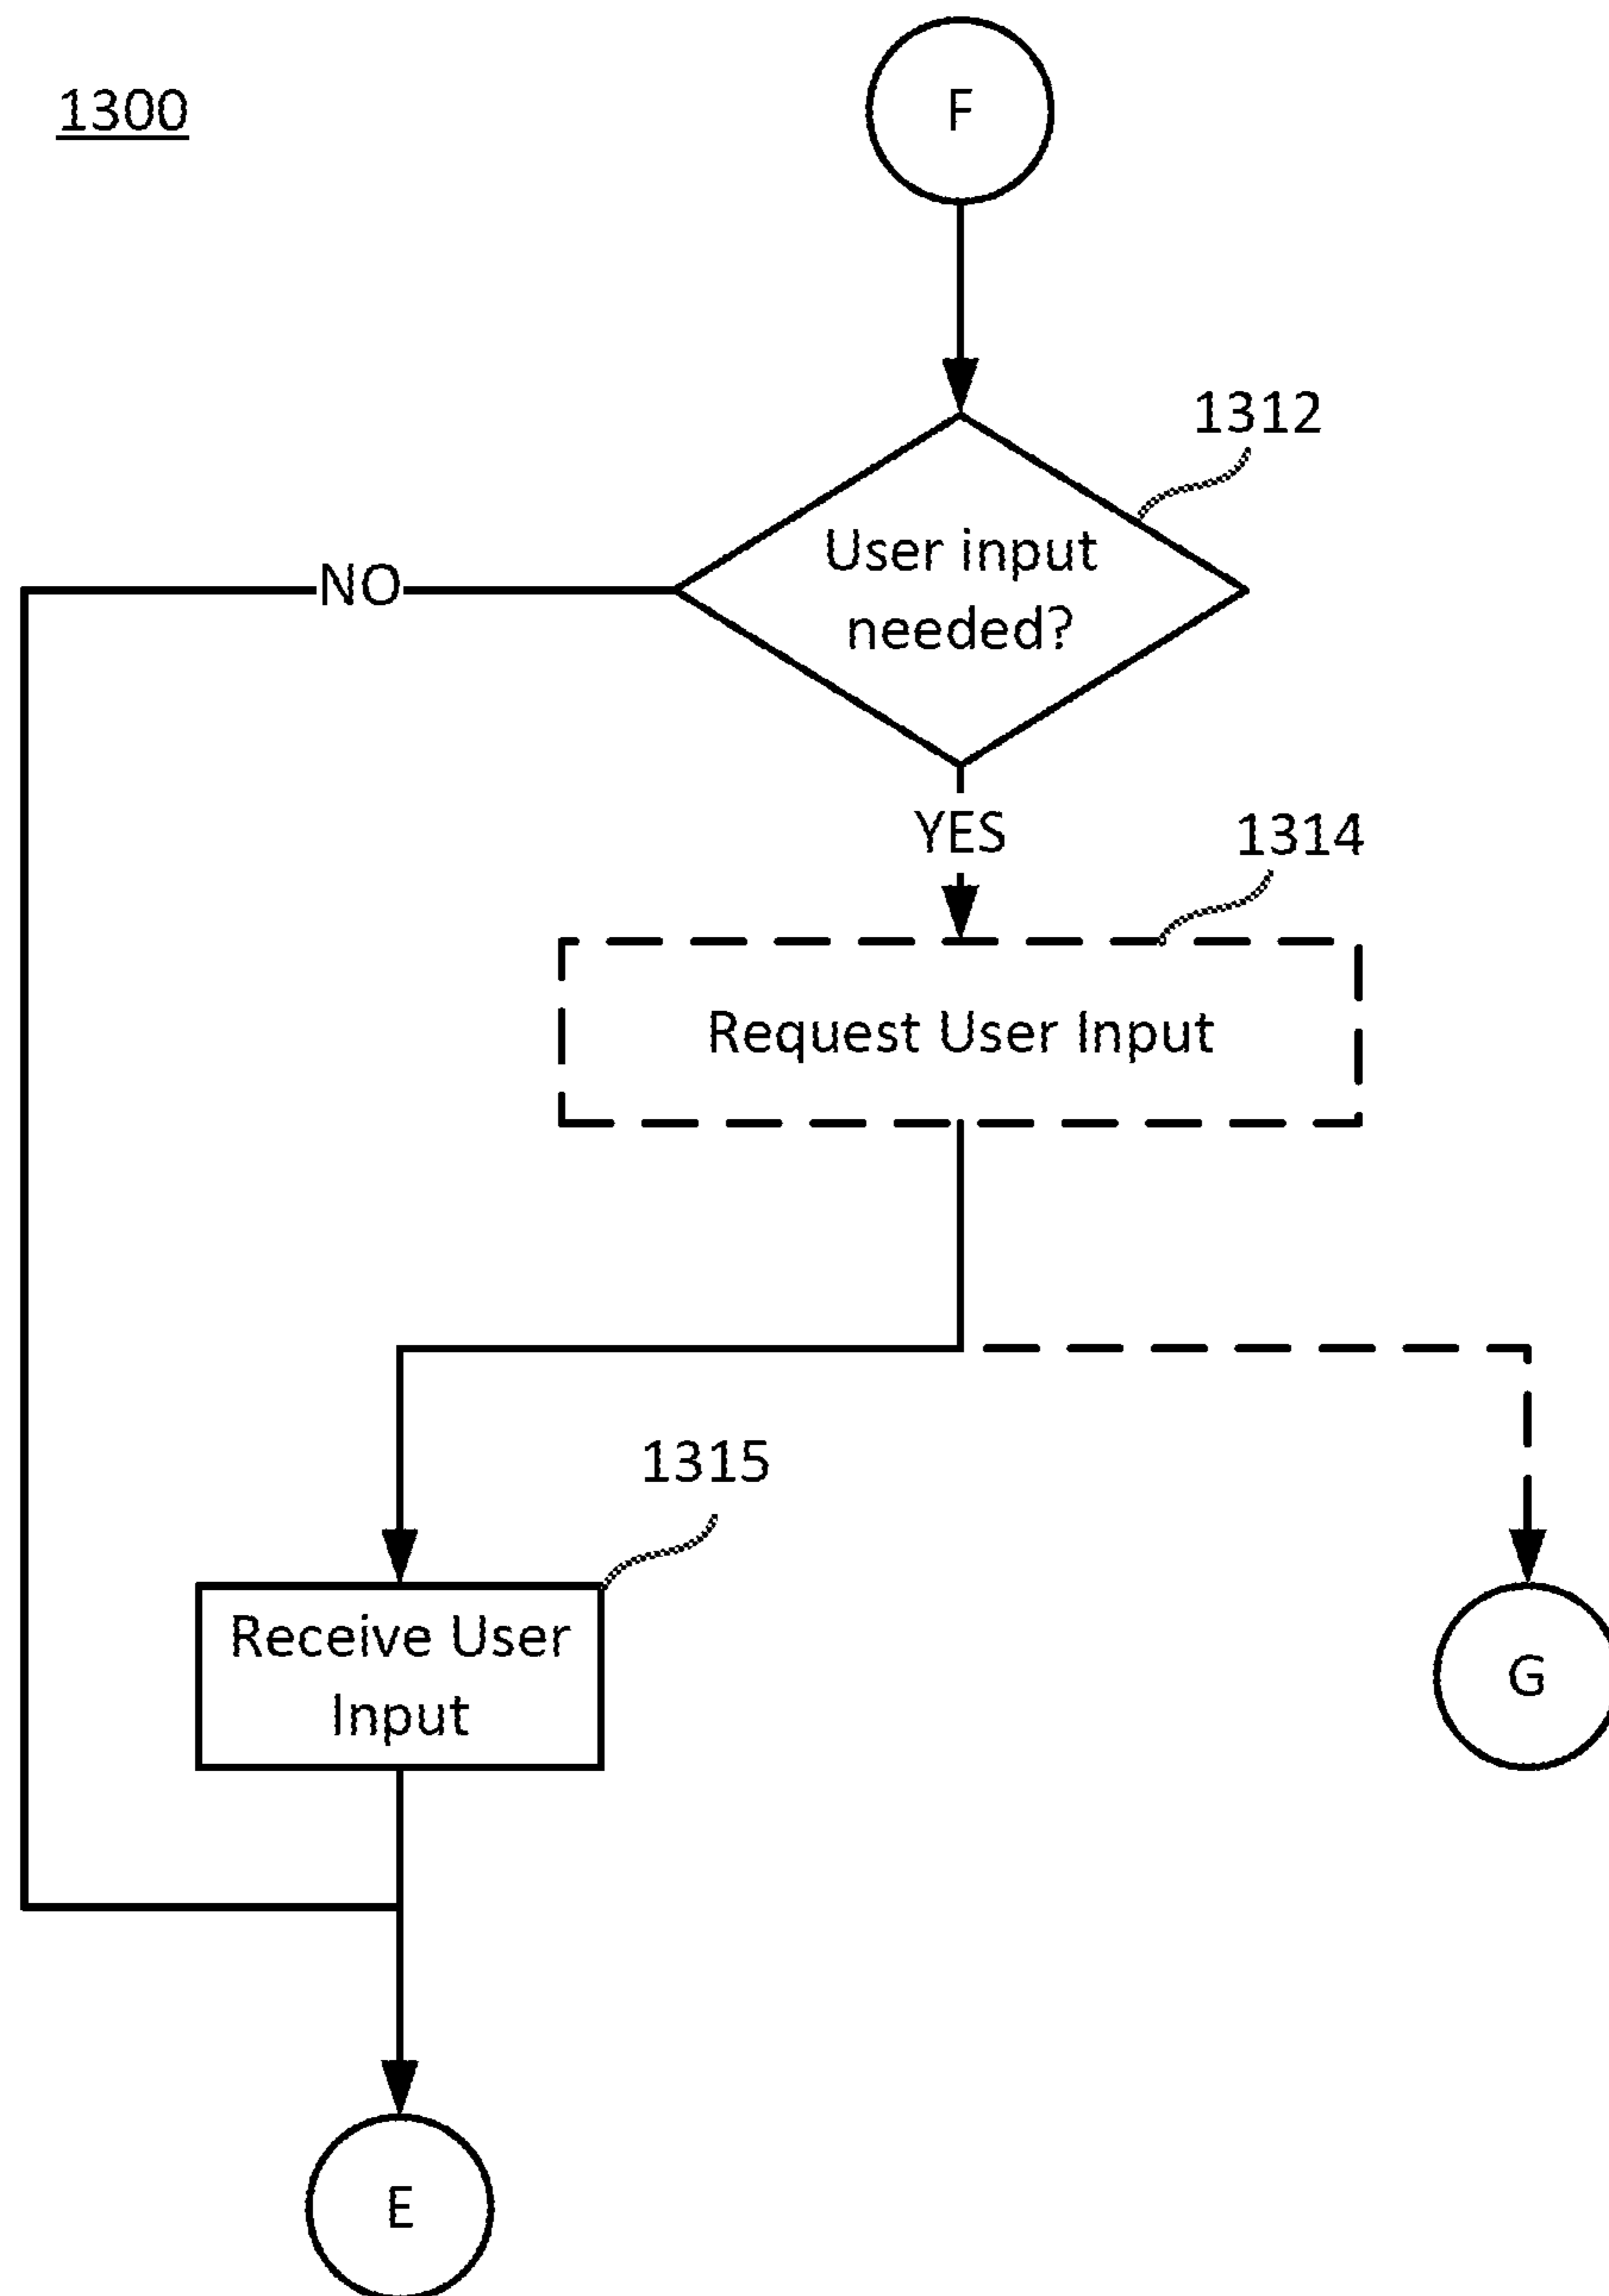 1300
F
1312
User input
needed?
NO
YES
1314
Request User Input
1315
Receive User
Input
G
E